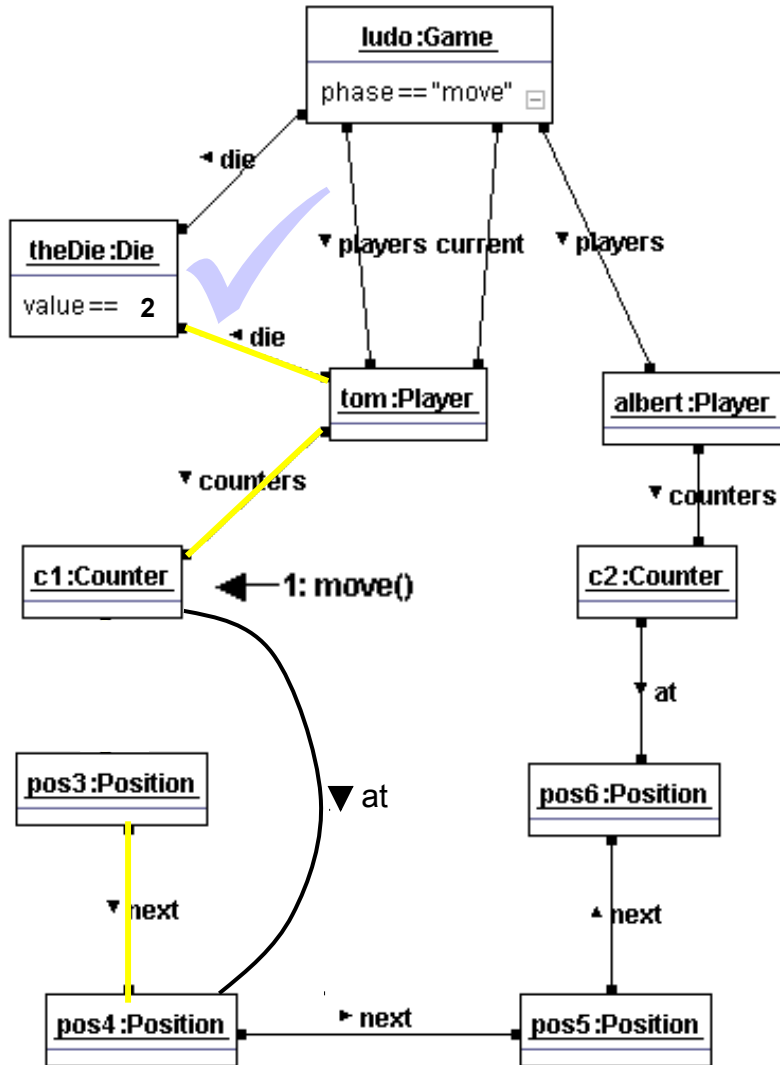 ludo :Game
phase == "move"
◄ die
▼ players
current
▼ players
theDie :Die
value == 2
◄ die
tom :Player
albert :Player
▼ counters
▼ counters
c1 :Counter
1: move()
c2 :Counter
▼ at
pos3 :Position
▼ at
pos6 :Position
▼ next
▲ next
pos4 :Position
► next
pos5 :Position